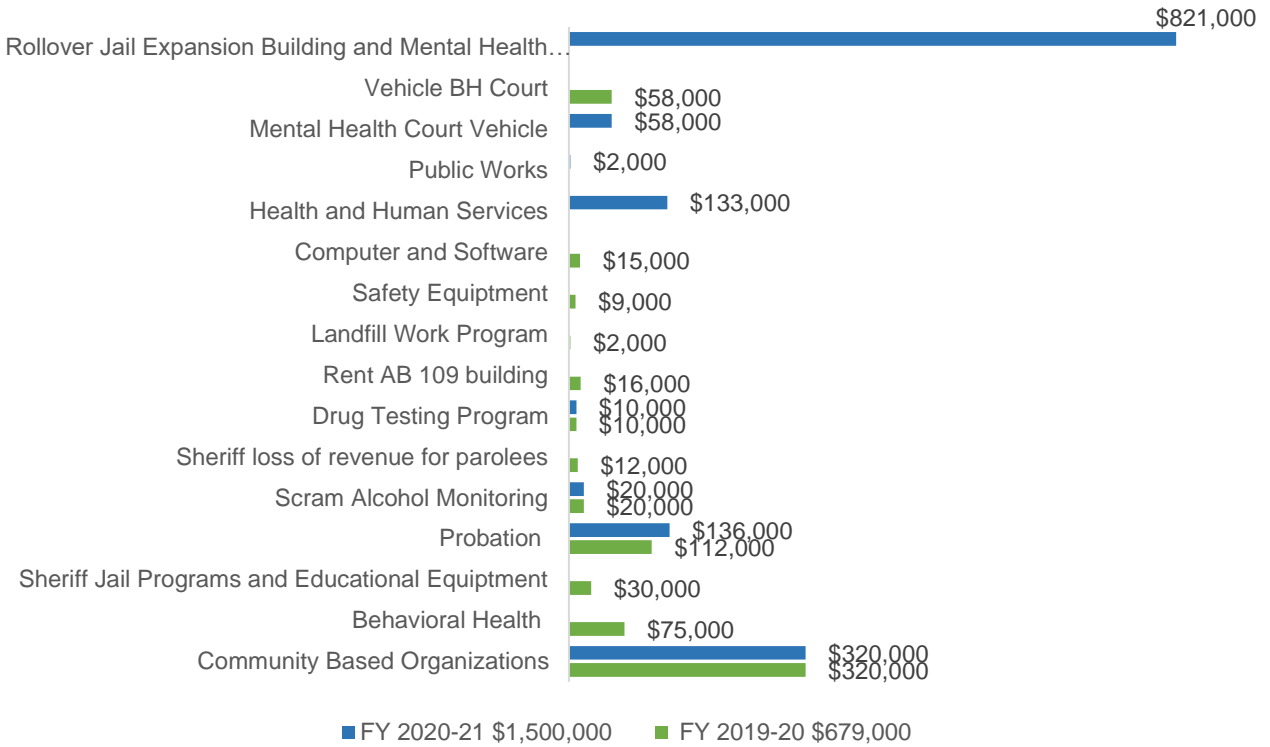 $821,000
Rollover Jail Expansion Building and Mental Health…
Vehicle BH Court
$58,000
Mental Health Court Vehicle
$58,000
Public Works
$2,000
Health and Human Services
$133,000
Computer and Software
$15,000
Safety Equiptment
$9,000
Landfill Work Program
$2,000
Rent AB 109 building
$16,000
Drug Testing Program
$10,000
$10,000
Sheriff loss of revenue for parolees
$12,000
Scram Alcohol Monitoring
$20,000
$20,000
Probation
$136,000
$112,000
Sheriff Jail Programs and Educational Equiptment
$30,000
Behavioral Health
$75,000
Community Based Organizations
$320,000
$320,000
FY 2020-21 $1,500,000
FY 2019-20 $679,000